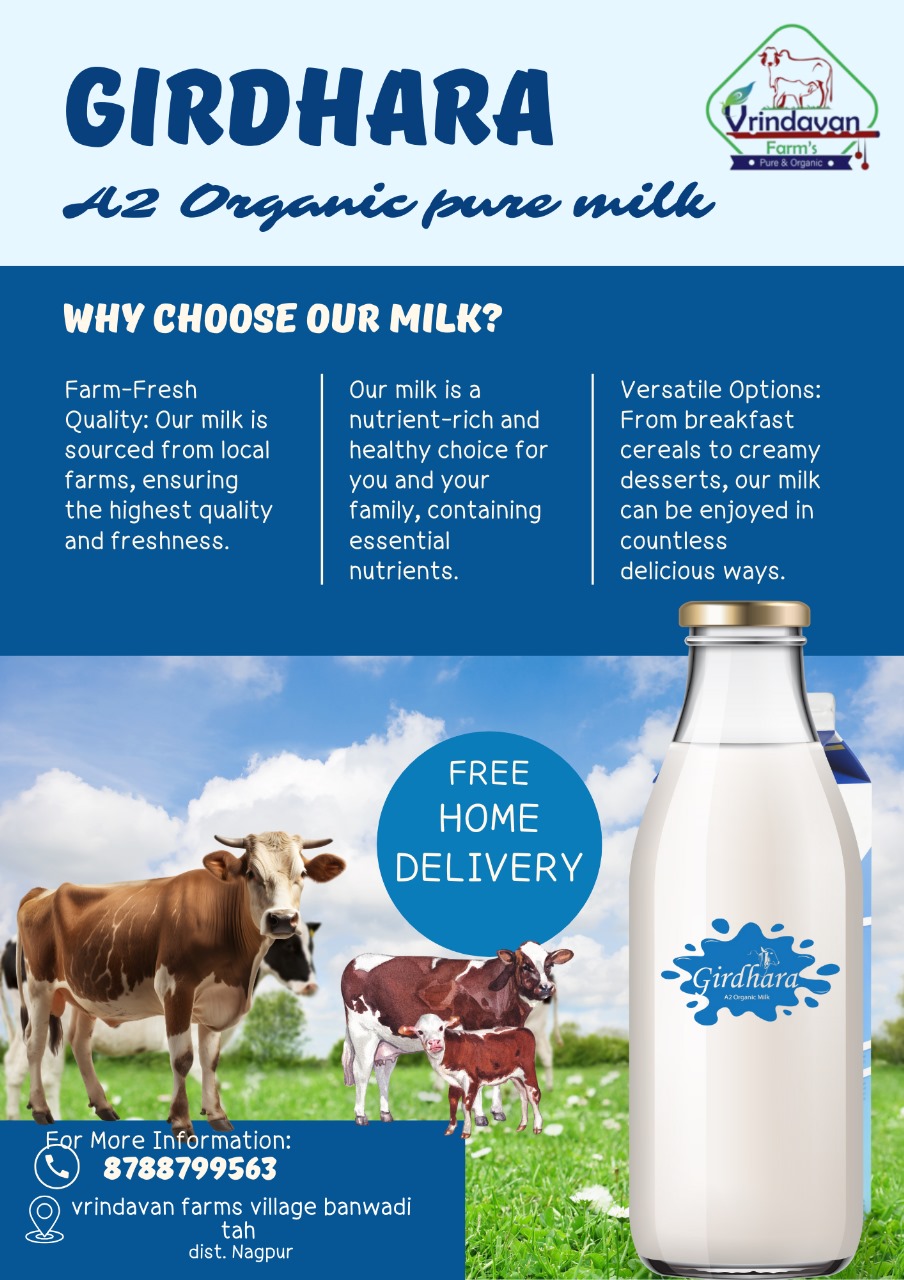 GIRDHARA
A2 Organic pure milk
Vrindavan
Farm's
Pure & Organic
WHY CHOOSE OUR MILK?
Farm-Fresh
Quality: Our milk is
sourced from local
farms, ensuring
the highest quality
and freshness.
Our milk is a
nutrient-rich and
healthy choice for
you and your
family, containing
essential
nutrients.
Versatile Options:
From breakfast
cereals to creamy
desserts, our milk
can be enjoyed in
countless
delicious ways.
FREE
HOME
DELIVERY
Girdhara
A2 Organic Milk
For More Information:
8788799563
vrindavan farms village banwadi
tah
dist. Nagpur